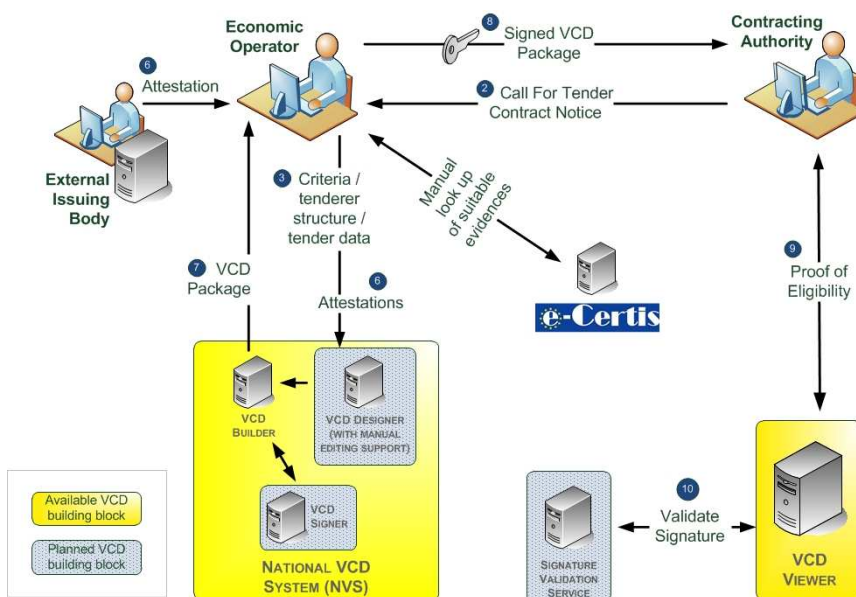 Economic
Operator
8
Signed VCD
Package
Contracting
Authority
6
Attestation
2
Call For Tender
Contract Notice
External
Issuing
Body
3
Criteria /
tenderer
structure /
tender data
Manual
look up
of suitable
evidences
9
Proof of
Eligibility
7
VCD
Package
6
Attestations
e-Certis
VCD
BUILDER
VCD DESIGNER
(WITH MANUAL
EDITING SUPPORT)
VCD
SIGNER
NATIONAL VCD
SYSTEM (NVS)
Available VCD
building block
Planned VCD
building block
10
Validate
Signature
SIGNATURE
VALIDATION
SERVICE
VCD
VIEWER